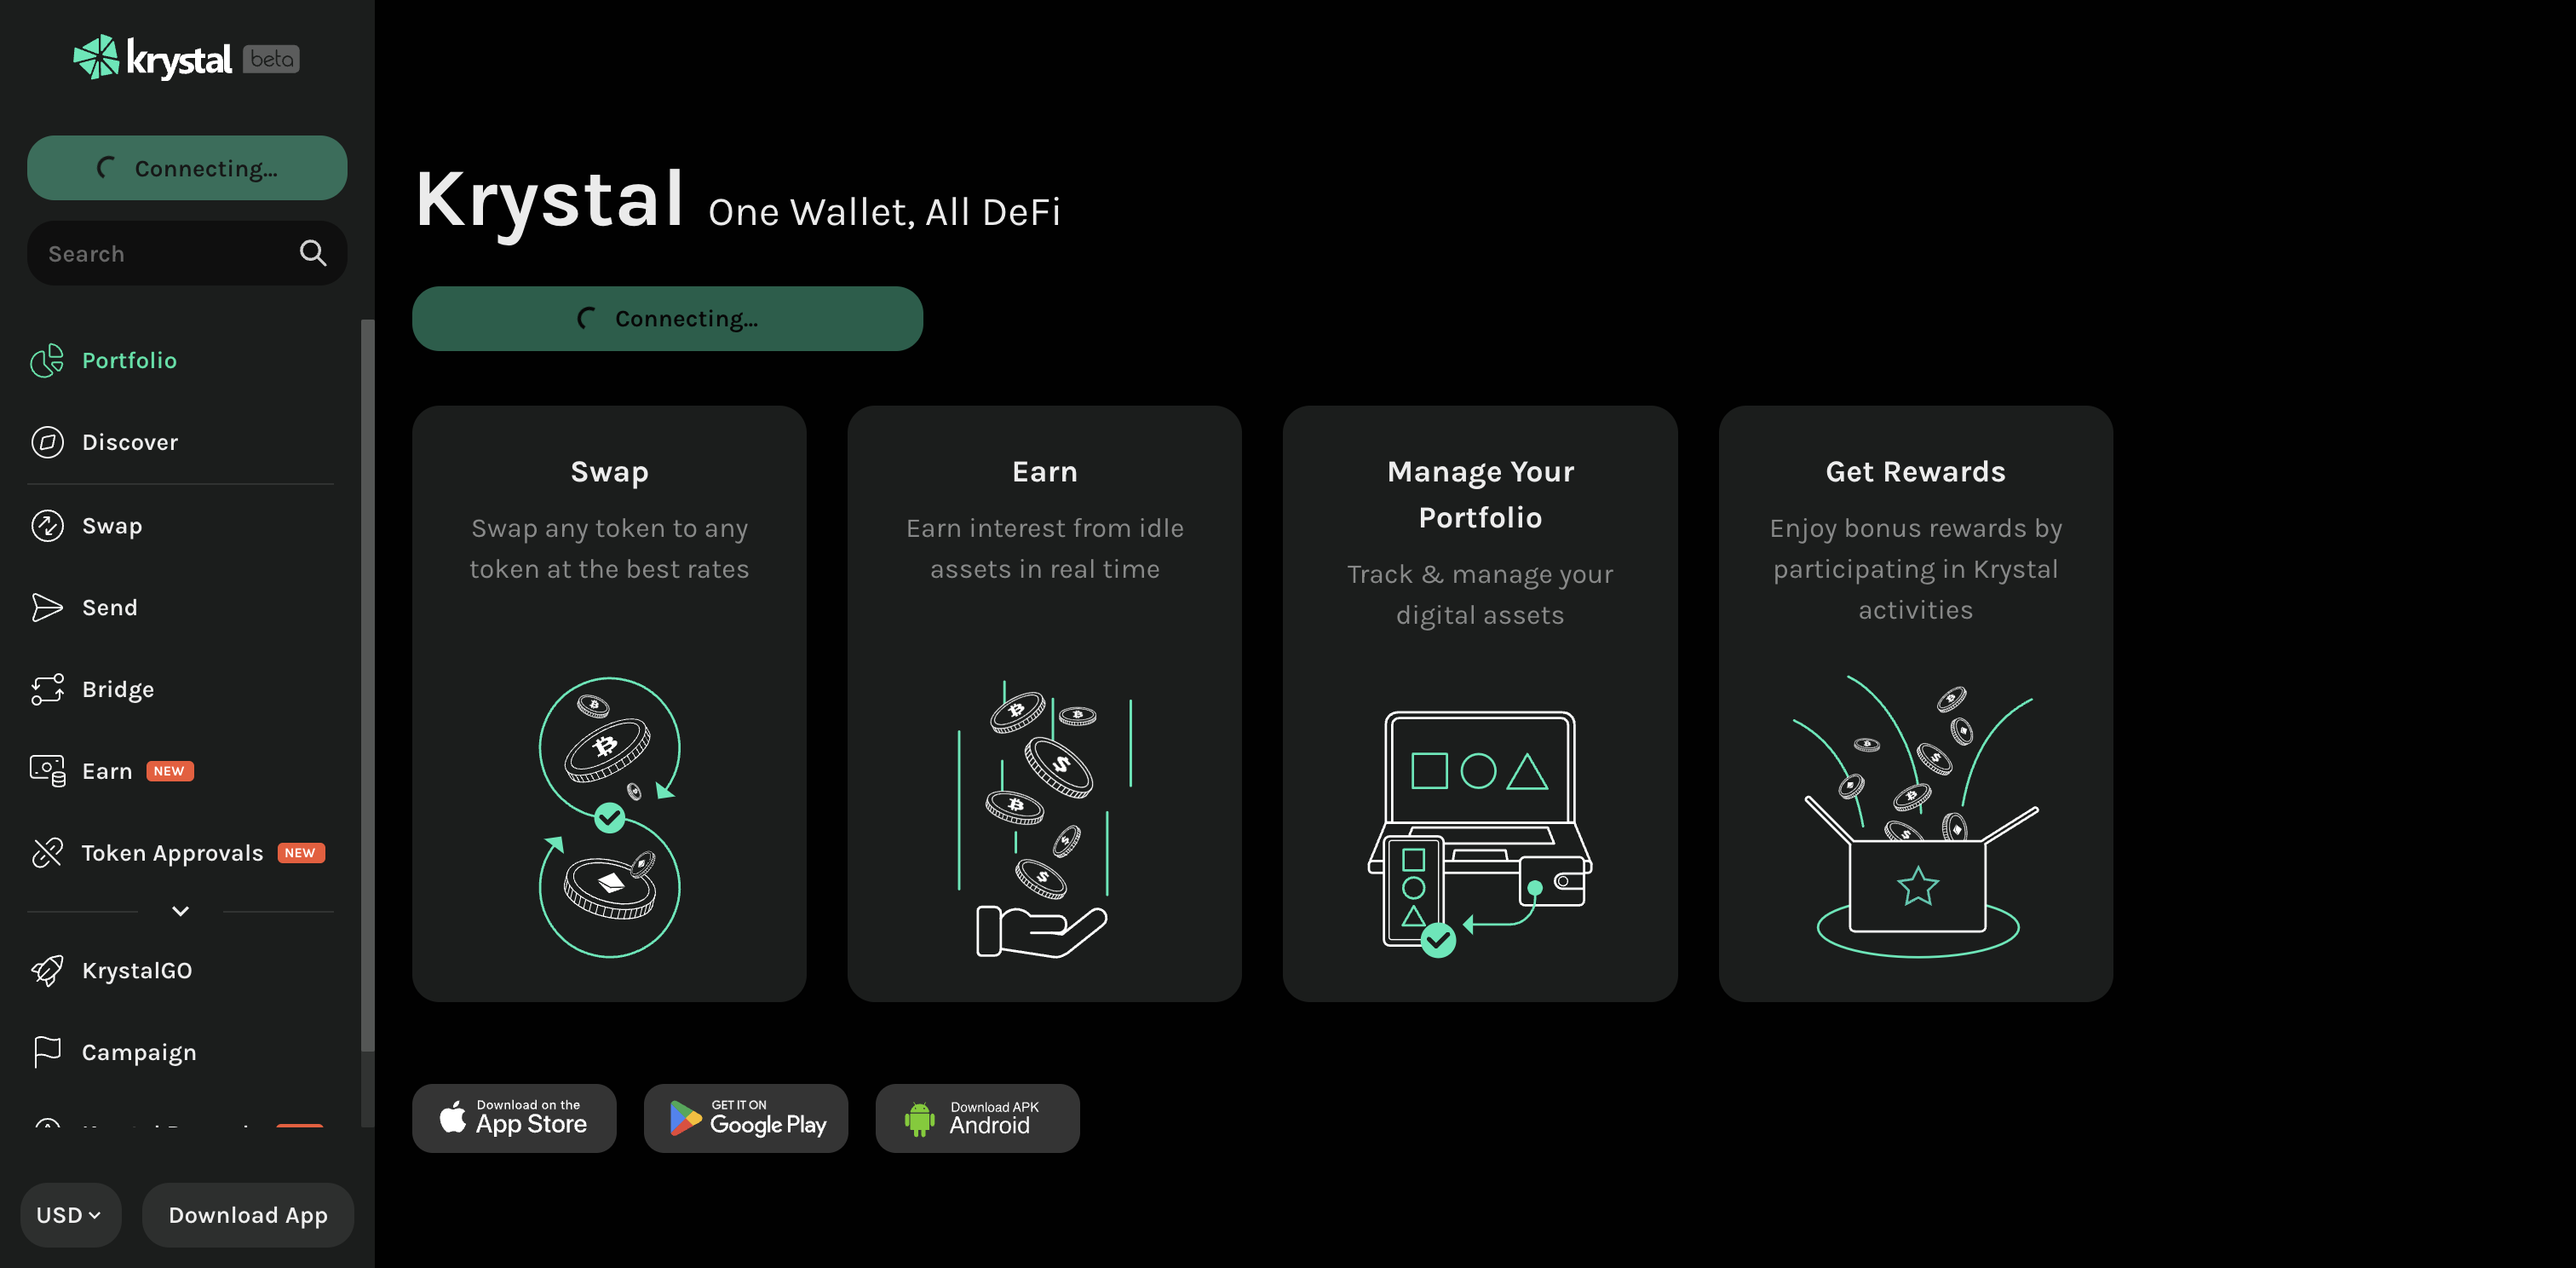 krystal beta
Connecting...
Search
Portfolio
Discover
Swap
Send
Bridge
Earn NEW
Token Approvals NEW
KrystalGO
Campaign
USD
Download App
Krystal One Wallet, All DeFi
Connecting...
Swap
Swap any token to any
token at the best rates
Earn
Earn interest from idle
assets in real time
Manage Your
Portfolio
Track & manage your
digital assets
Get Rewards
Enjoy bonus rewards by
participating in Krystal
activities
Download on the
App Store
GET IT ON
Google Play
Download APK
Android